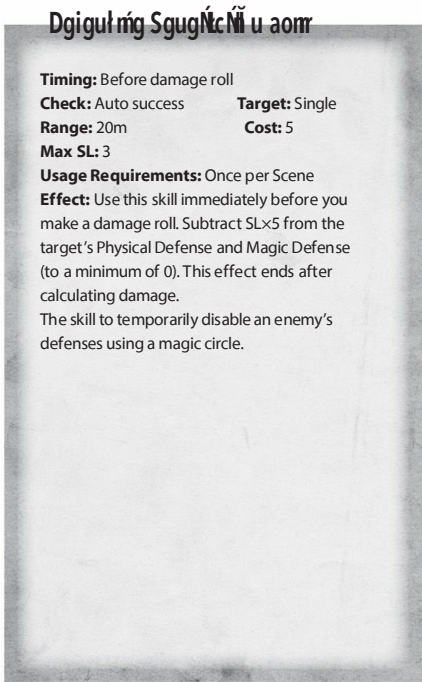 Timing: Before damage roll
Check: Auto success Target: Single
Range: 20m Cost: 5
Max SL: 3
Usage Requirements: Once per Scene
Effect: Use this skill immediately before you
make a damage roll. Subtract SL×5 from the
target's Physical Defense and Magic Defense
(to a minimum of 0). This effect ends after
calculating damage.
The skill to temporarily disable an enemy's
defenses using a magic circle.